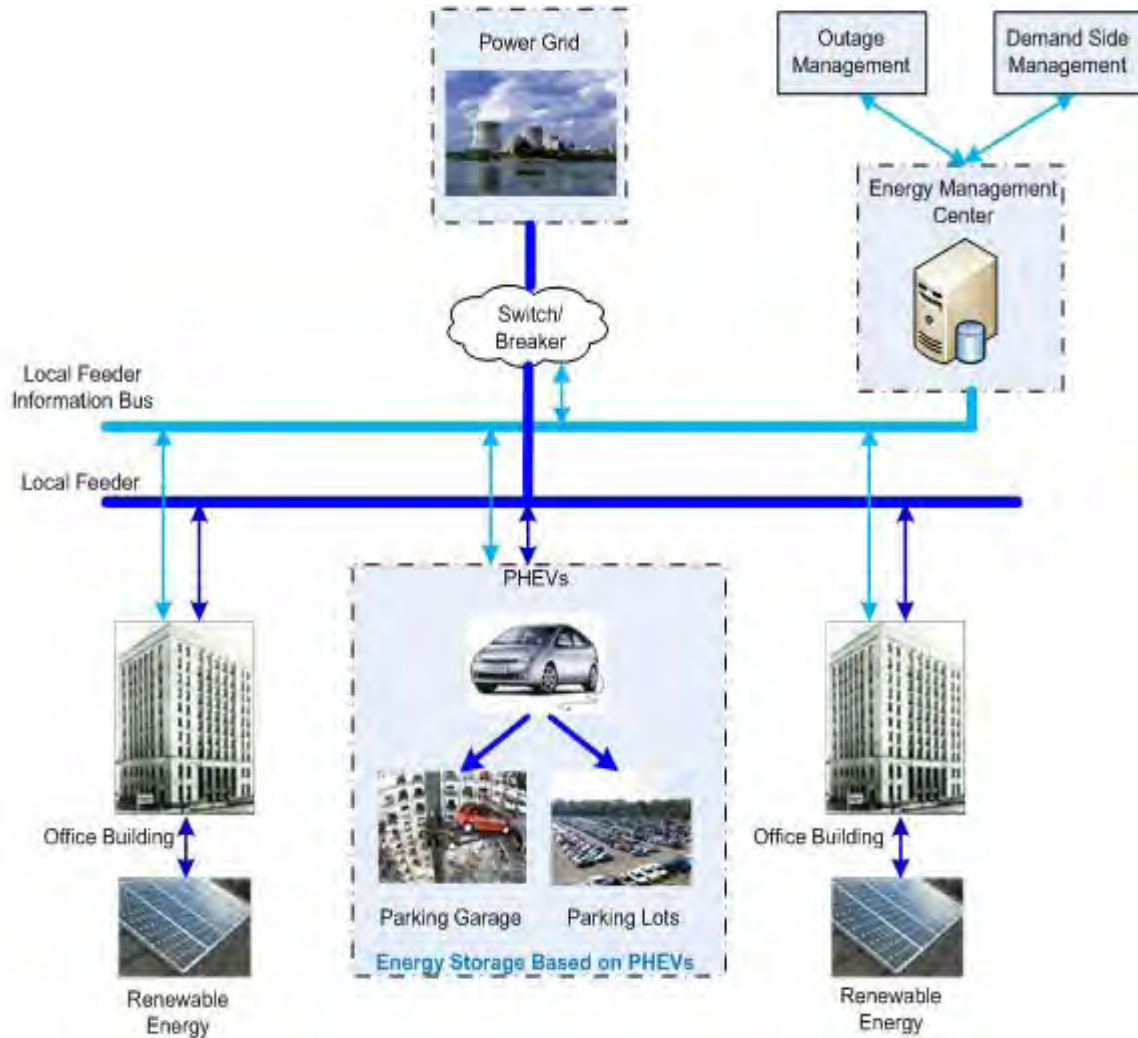 Power Grid
Outage
Management
Demand Side
Management
Energy Management
Center
Switch/
Breaker
Local Feeder
Information Bus
Local Feeder
PHEVs
Office Building
Office Building
Parking Garage
Parking Lots
Energy Storage Based on PHEVs
Renewable
Energy
Renewable
Energy